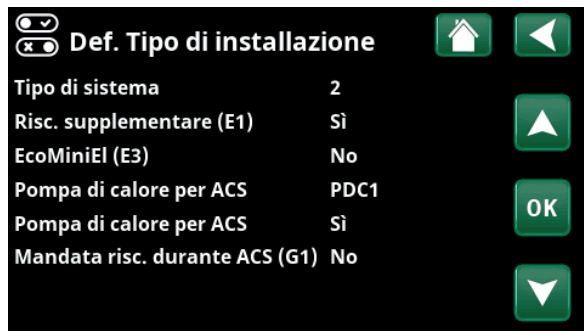 Def. Tipo di installazione
Tipo di sistema 2
Risc. supplementare (E1) Sì
EcoMiniEl (E3) No
Pompa di calore per ACS PDC1
Pompa di calore per ACS Sì
Mandata risc. durante ACS (G1) No
OK